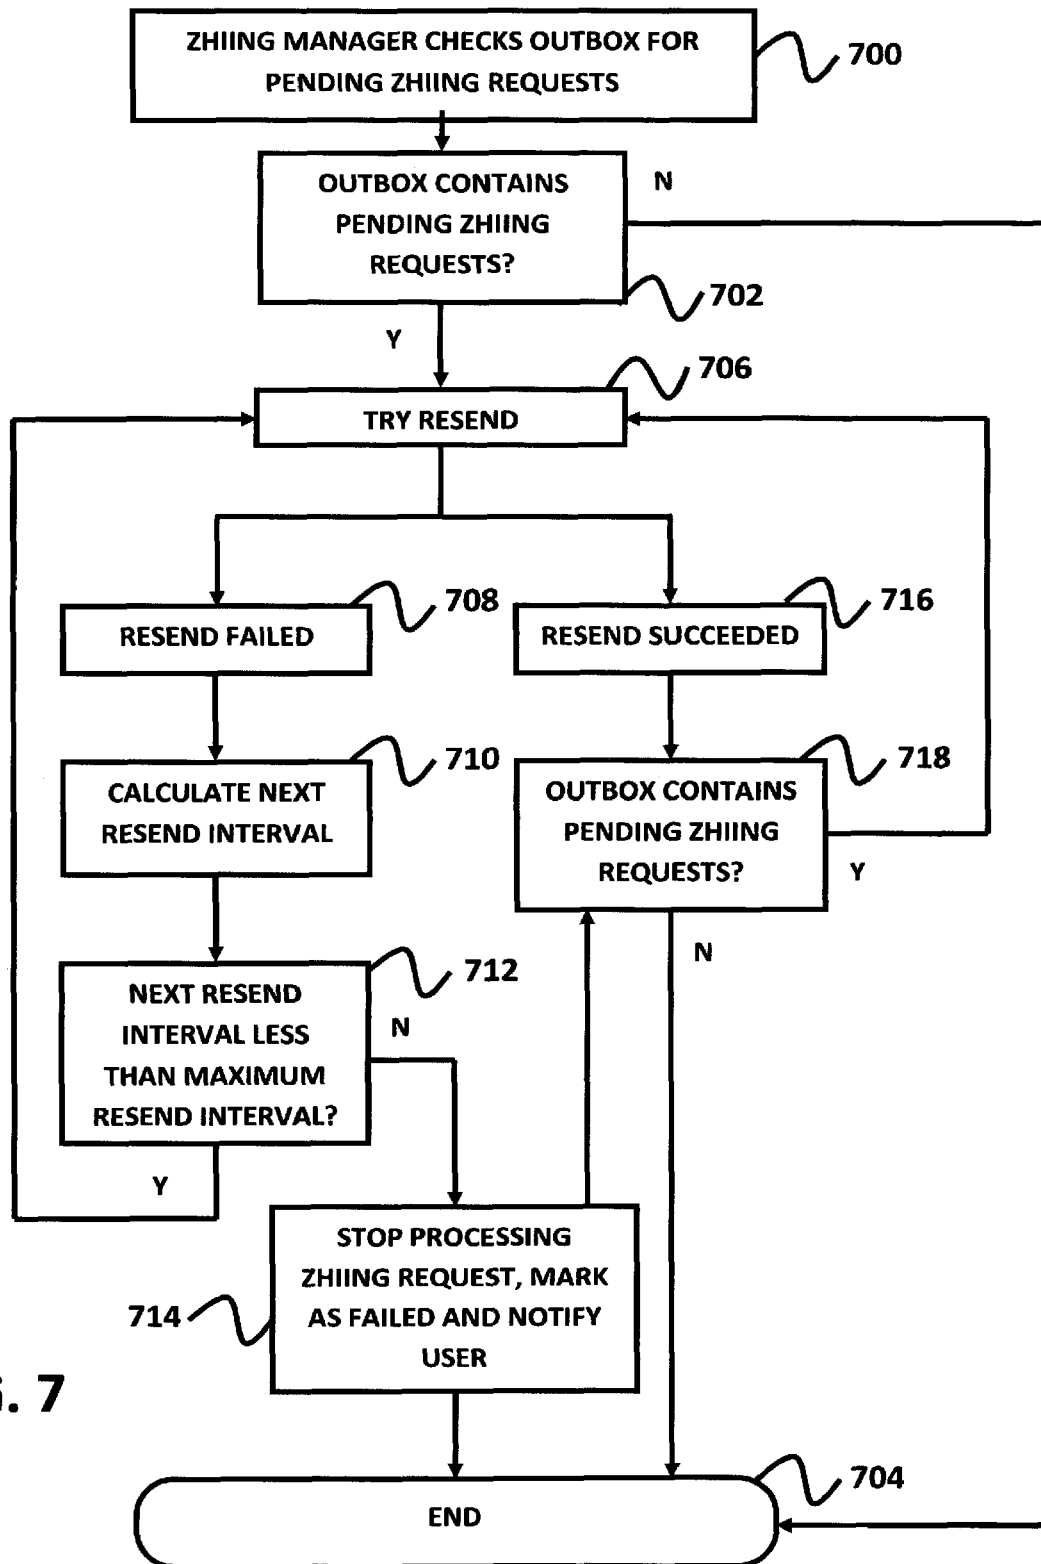 ZHIING MANAGER CHECKS OUTBOX FOR
PENDING ZHIING REQUESTS
700
OUTBOX CONTAINS
PENDING ZHIING
REQUESTS?
N
702
Y
706
TRY RESEND
708
RESEND FAILED
716
RESEND SUCCEEDED
710
CALCULATE NEXT
RESEND INTERVAL
718
OUTBOX CONTAINS
PENDING ZHIING
REQUESTS?
Y
N
712
NEXT RESEND
INTERVAL LESS
THAN MAXIMUM
RESEND INTERVAL?
N
Y
STOP PROCESSING
ZHIING REQUEST, MARK
AS FAILED AND NOTIFY
USER
714
G. 7
704
END